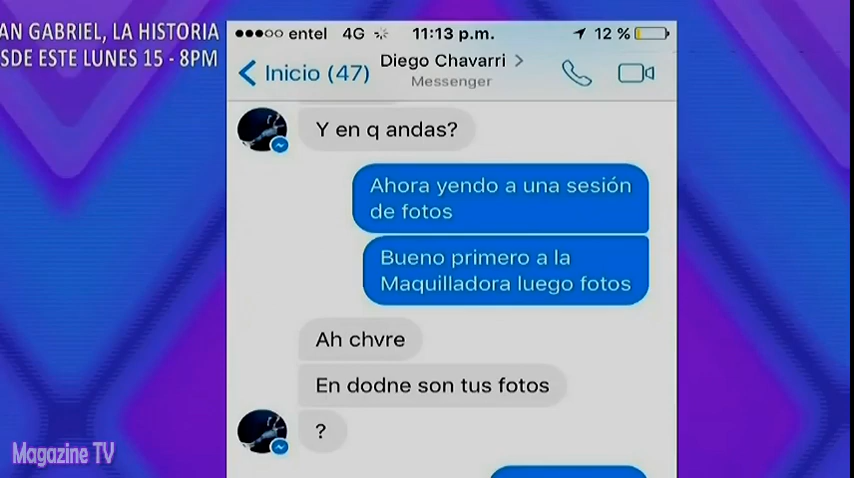 AN GABRIEL, LA HISTORIA
SDE ESTE LUNES 15 - 8PM
entel 4G 11:13 p.m. 12 %
Inicio (47)
Diego Chavarri
Messenger
Y en q andas?
Ahora yendo a una sesión
de fotos
Bueno primero a la
Maquilladora luego fotos
Ah chvre
En dodne son tus fotos
?
Magazine TV